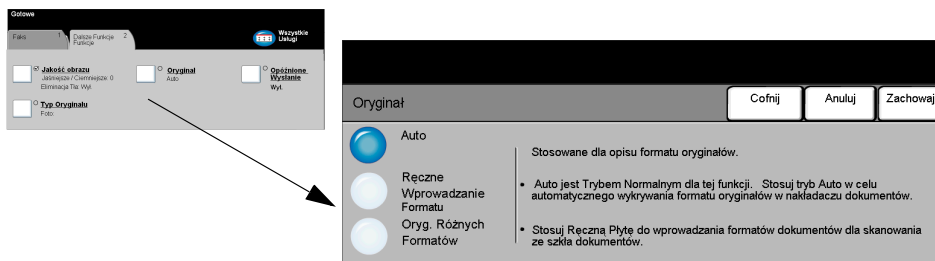 Gotowe
Faks 1
Dalsze Funkcje 2
Funkcje
Wszystkie
Usługi
Jakość obrazu
Jaśniejsze / Ciemniejsze: 0
Eliminacja Tła: Wył.
Oryginał
Auto
Opóźnione
Wysłanie
Wył.
Typ Oryginału
Foto
Oryginał
Cofnij
Anuluj
Zachowaj
Auto
Ręczne
Wprowadzanie
Formatu
Oryg. Różnych
Formatów
Stosowane dla opisu formatu oryginałów.
• Auto jest Trybem Normalnym dla tej funkcji. Stosuj tryb Auto w celu
automatycznego wykrywania formatu oryginałów w nakładaczu dokumentów.
• Stosuj Ręczną Płytę do wprowadzania formatów dokumentów dla skanowania
ze szkła dokumentów.